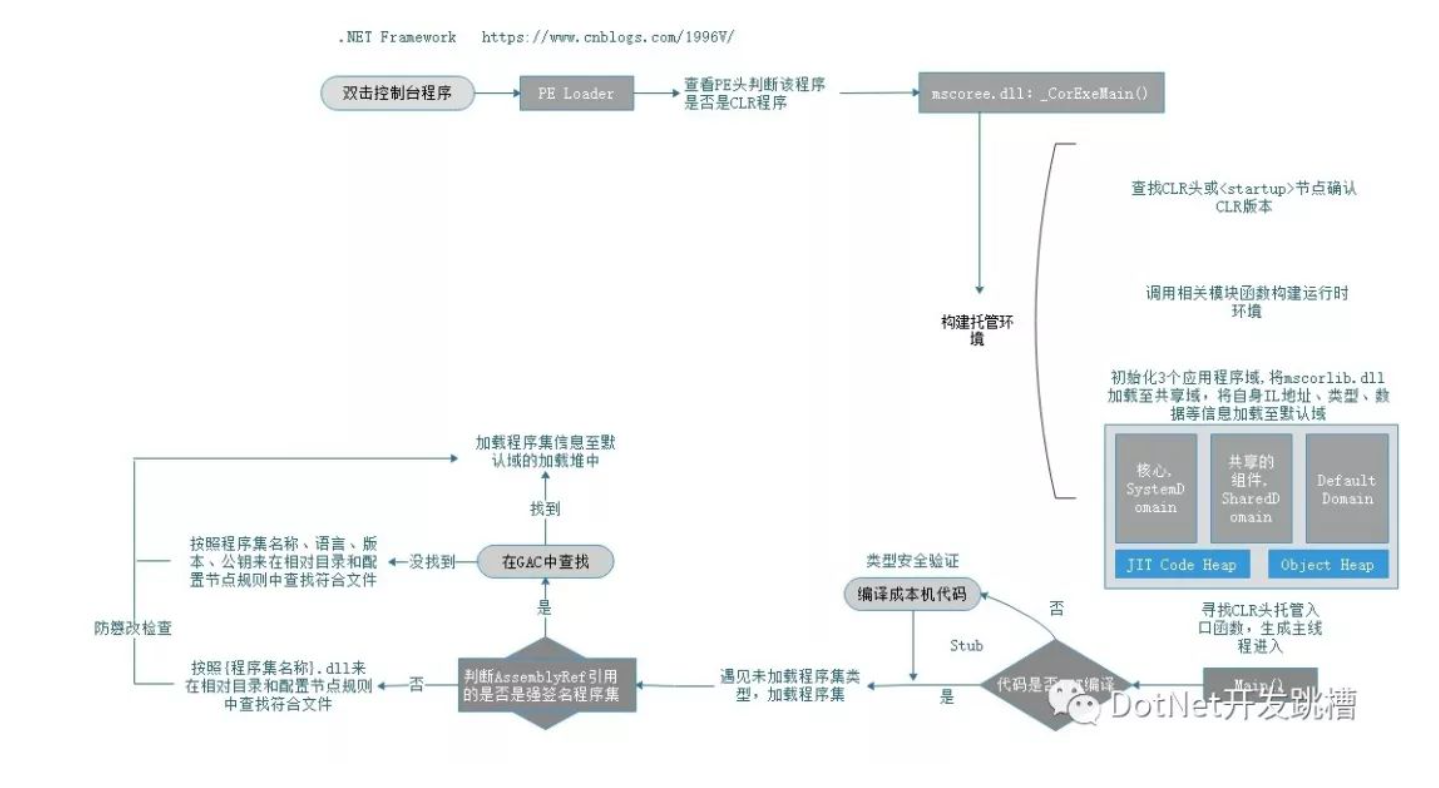 .NET Framework https://www.cnblogs.com/1996V/
双击控制台程序
PE Loader
查看PE头判断该程序
是否是CLR程序
mscoree.dll: _CorExeMain()
查找CLR头或<startup>节点确认
CLR版本
调用相关模块函数构建运行时
环境
构建托管环
境
初始化3个应用程序域,将mscorlib.dll
加载至共享域，将自身IL地址、类型、数
据等信息加载至默认域
核心,
SystemD
omain
共享的
组件,
SharedD
omain
Default
Domain
JIT Code Heap
Object Heap
寻找CLR头托管入
口函数，生成主线
程进入
Main()
代码是否
编译
否
类型安全验证
编译成本机代码
Stub
是
遇见未加载程序集类
型，加载程序集
判断AssemblyRef引用
的是否是强签名程序集
是
否
在GAC中查找
找到
没找到
加载程序集信息至默
认域的加载堆中
按照程序集名称、语言、版
本、公钥来在相对目录和配
置节点规则中查找符合文件
防篡改检查
按照{程序集名称}.dll来
在相对目录和配置节点规则
中查找符合文件
DotNet开发跳槽